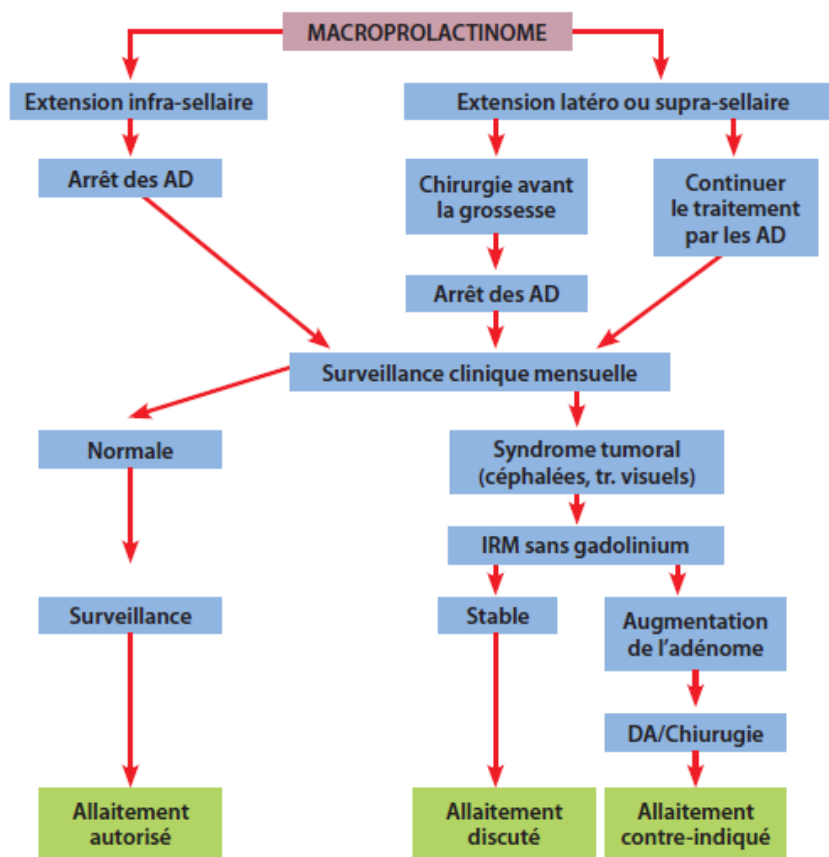 MACROPROLACTINOME
Extension infra-sellaire
Extension latéro ou supra-sellaire
Arrêt des AD
Chirurgie avant
la grossesse
Continuer
le traitement
par les AD
Arrêt des AD
Surveillance clinique mensuelle
Normale
Syndrome tumoral
(céphalées, tr. visuels)
IRM sans gadolinium
Surveillance
Stable
Augmentation
de l'adénome
DA/Chiurugie
Allaitement
autorisé
Allaitement
discuté
Allaitement
contre-indiqué